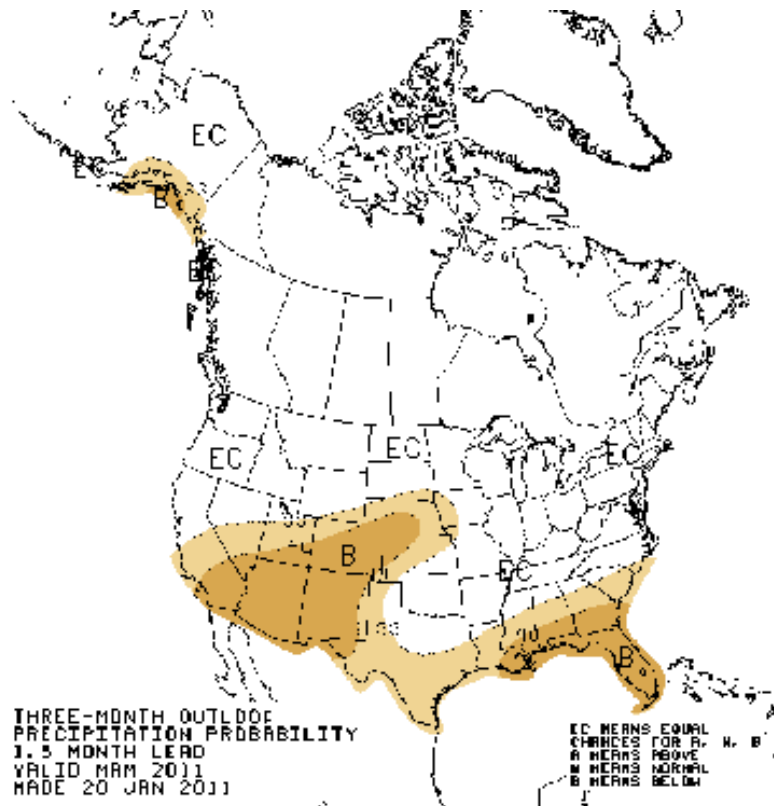 EC
EC
B
EC
EC
EC
EC
EC
B
B
THREE-MONTH OUTLOOK
PRECIPITATION PROBABILITY
1.5 MONTH LEAD
VALID MAM 2011
MADE 20 JAN 2011
EC MEANS EQUAL
CHANCES FOR A, N, B
A MEANS ABOVE
N MEANS NORMAL
B MEANS BELOW